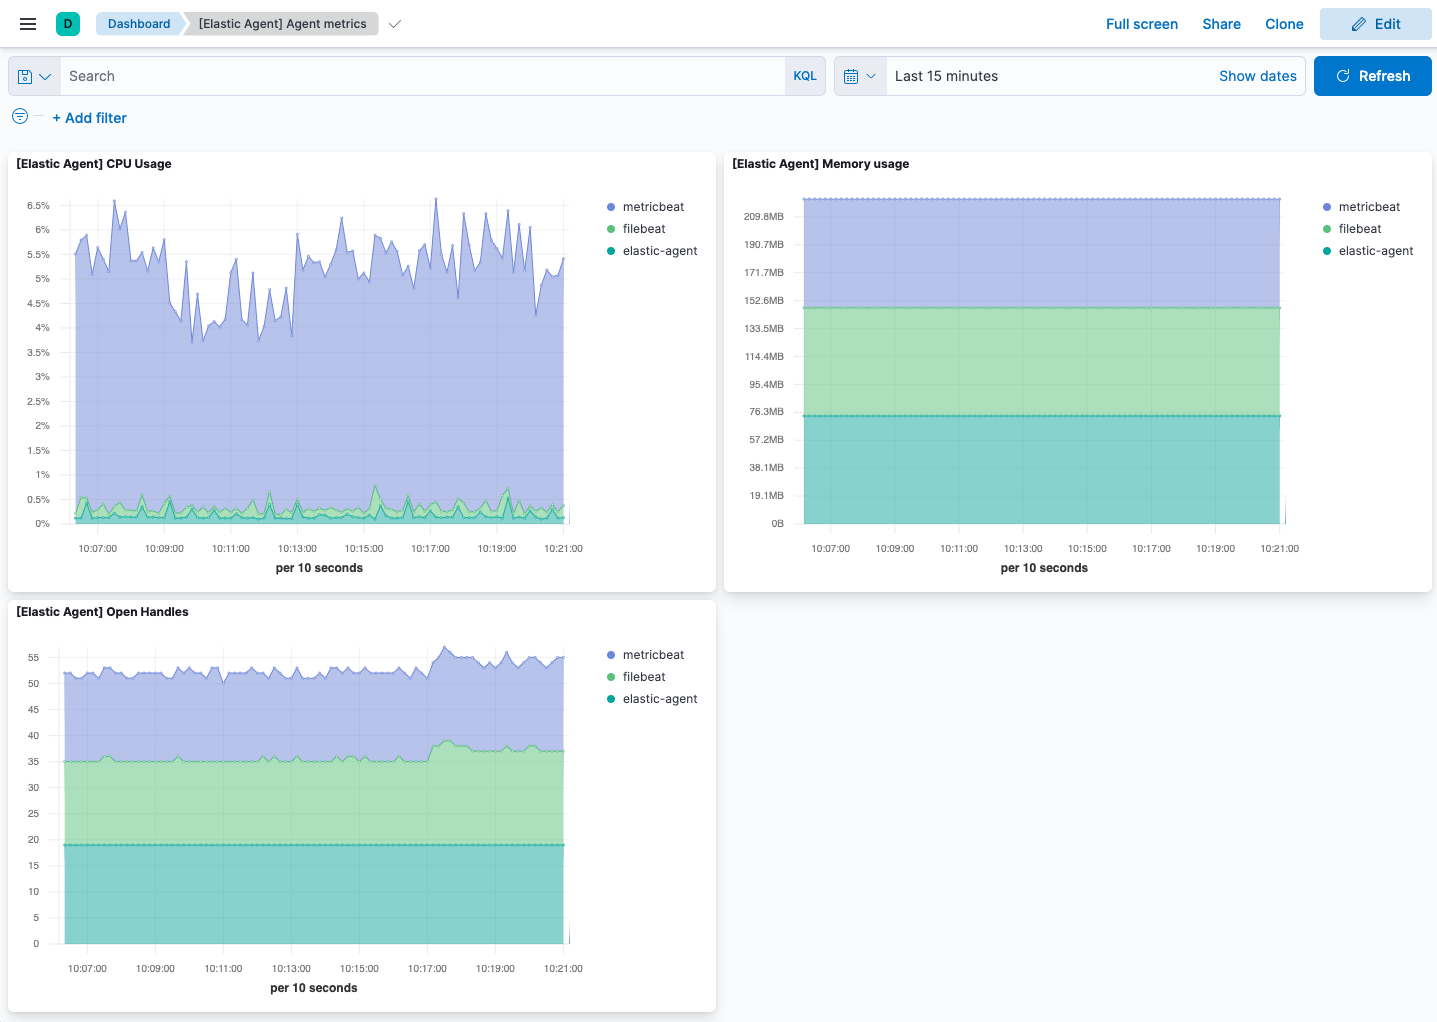 D Dashboard [Elastic Agent] Agent metrics Full screen Share Clone Edit
Search KQL Last 15 minutes Show dates Refresh
+ Add filter
[Elastic Agent] CPU Usage
6.5%
6%
5.5%
5%
4.5%
4%
3.5%
3%
2.5%
2%
1.5%
1%
0.5%
0%
10:07:00 10:09:00 10:11:00 10:13:00 10:15:00 10:17:00 10:19:00 10:21:00
per 10 seconds
metricbeat
filebeat
elastic-agent
[Elastic Agent] Memory usage
209.8MB
190.7MB
171.7MB
152.6MB
133.5MB
114.4MB
95.4MB
76.3MB
57.2MB
38.1MB
19.1MB
0B
10:07:00 10:09:00 10:11:00 10:13:00 10:15:00 10:17:00 10:19:00 10:21:00
per 10 seconds
metricbeat
filebeat
elastic-agent
[Elastic Agent] Open Handles
55
50
45
40
35
30
25
20
15
10
5
0
10:07:00 10:09:00 10:11:00 10:13:00 10:15:00 10:17:00 10:19:00 10:21:00
per 10 seconds
metricbeat
filebeat
elastic-agent